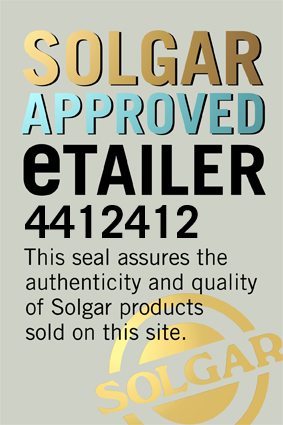 SOLGAR
APPROVED
eTAILER
4412412
This seal assures the
authenticity and quality
of Solgar products
sold on this site.
SOLGAR